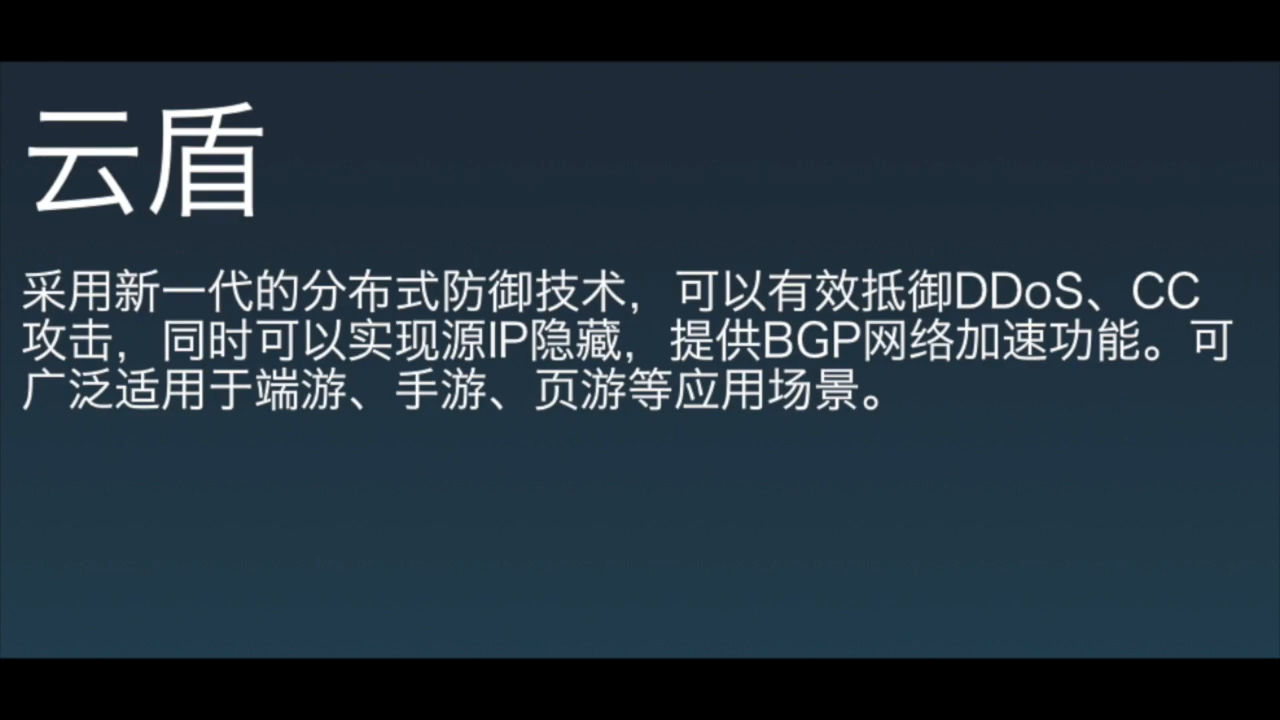 云盾
采用新一代的分布式防御技术，可以有效抵御DDoS、CC
攻击，同时可以实现源IP隐藏，提供BGP网络加速功能。可
广泛适用于端游、手游、页游等应用场景。